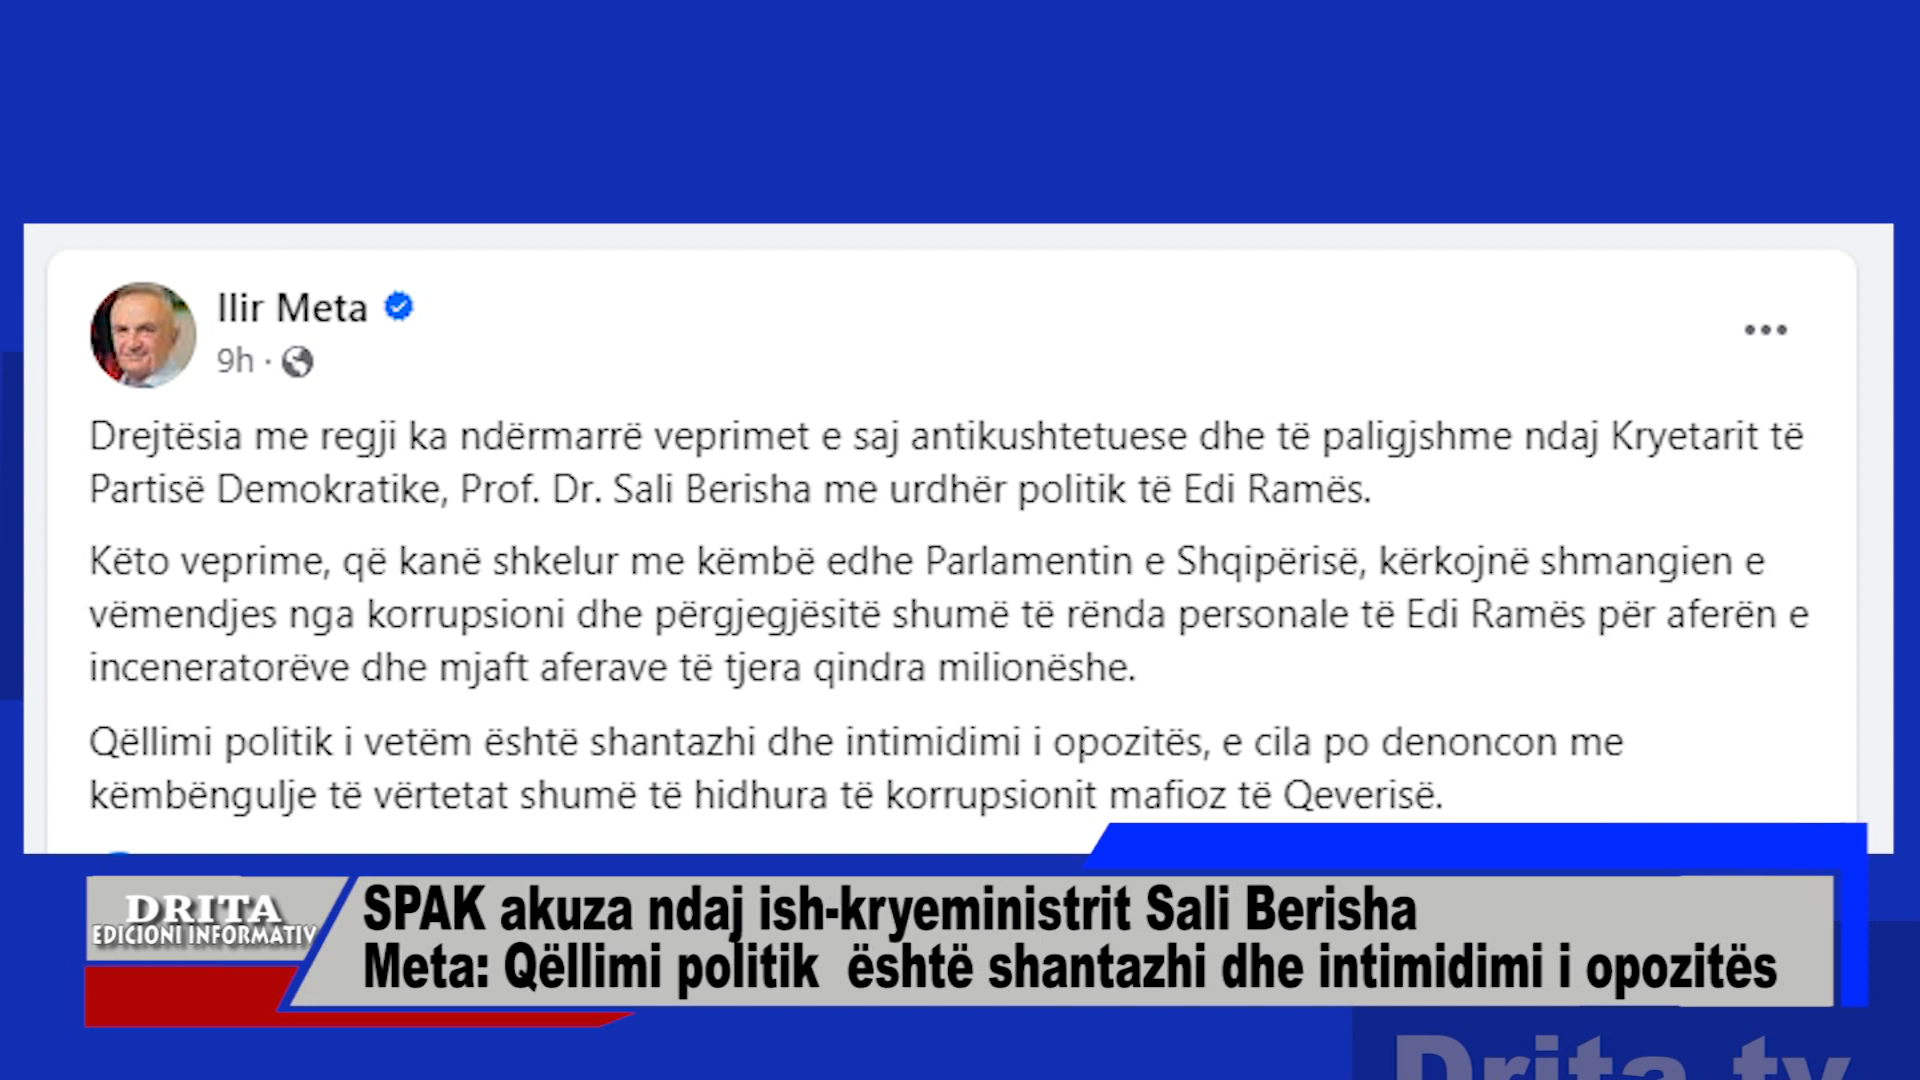 Ilir Meta
9h ·
Drejtësia me regji ka ndërmarrë veprimet e saj antikushtetuese dhe të paligjshme ndaj Kryetarit të
Partisë Demokratike, Prof. Dr. Sali Berisha me urdhër politik të Edi Ramës.
Këto veprime, që kanë shkelur me këmbë edhe Parlamentin e Shqipërisë, kërkojnë shmangien e
vëmendjes nga korrupsioni dhe përgjegjësitë shumë të rënda personale të Edi Ramës për aferën e
inceneratorëve dhe mjaft aferave të tjera qindra milionëshe.
Qëllimi politik i vetëm është shantazhi dhe intimidimi i opozitës, e cila po denoncon me
këmbëngulje të vërtetat shumë të hidhura të korrupsionit mafioz të Qeverisë.
DRITA
EDICIONI INFORMATIV
SPAK akuza ndaj ish-kryeministrit Sali Berisha
Meta: Qëllimi politik është shantazhi dhe intimidimi i opozitës
Drita tv